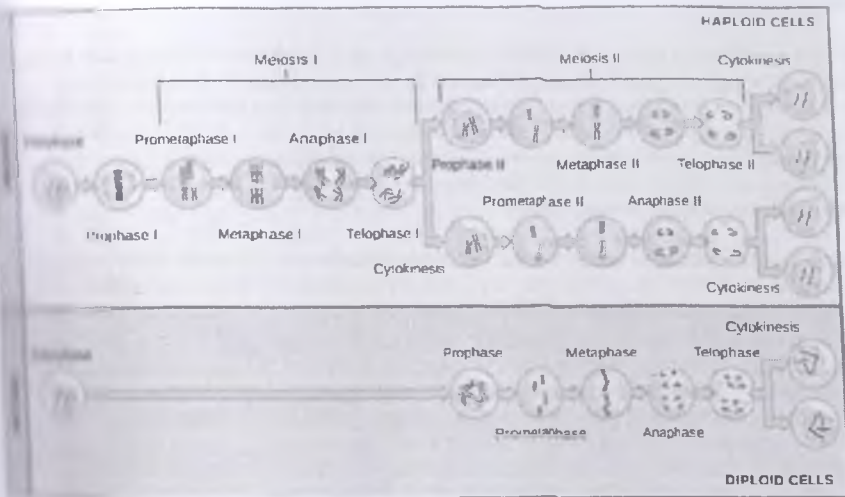 HAPLOID CELLS
Meiosis I
Meiosis II
Cytokinesis
Prometaphase I
Anaphase I
Prophase II
Metaphase II
Telophase II
Prometaphase II
Anaphase II
Prophase I
Metaphase I
Telophase I
Cytokinesis
Cytokinesis
Cytokinesis
Prophase
Metaphase
Telophase
Prometaphase
Anaphase
DIPLOID CELLS